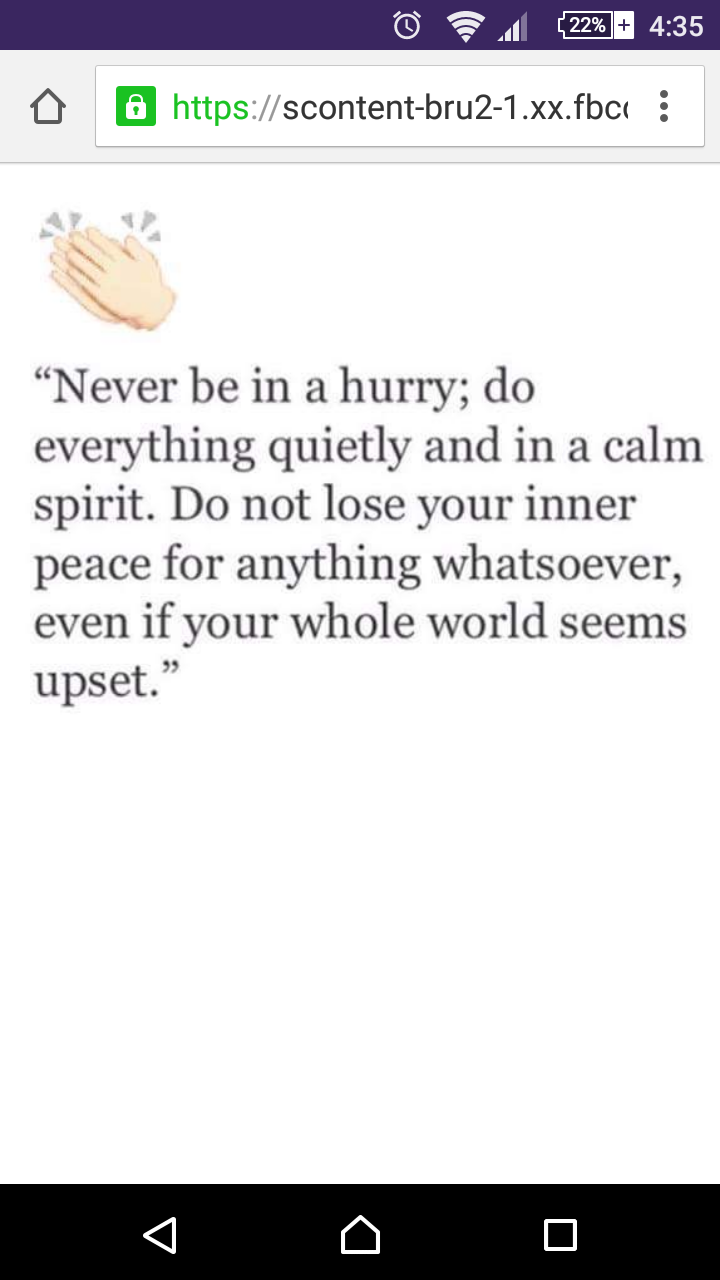 22% 4:35
https://scontent-bru2-1.xx.fbc
“Never be in a hurry; do
everything quietly and in a calm
spirit. Do not lose your inner
peace for anything whatsoever,
even if your whole world seems
upset.”